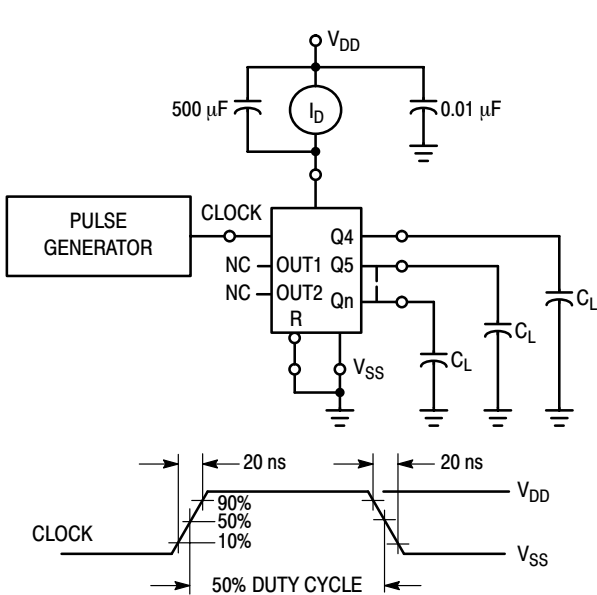 VDD
500 μF
ID
0.01 μF
PULSE
GENERATOR
CLOCK
Q4
NC
OUT1
Q5
NC
OUT2
Qn
R
VSS
CL
CL
CL
20 ns
20 ns
90%
50%
10%
CLOCK
VDD
VSS
50% DUTY CYCLE